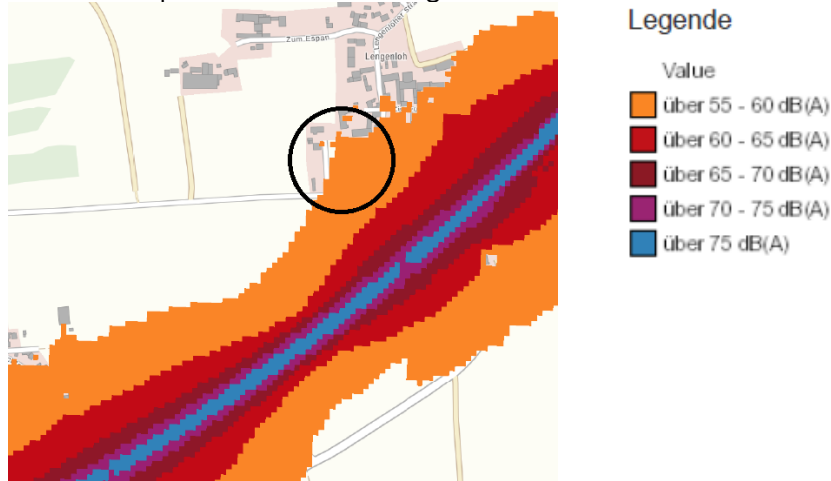 Legende
Value
über 55 - 60 dB(A)
über 60 - 65 dB(A)
über 65 - 70 dB(A)
über 70 - 75 dB(A)
über 75 dB(A)
Zum Espan
Lengenloher
Lengenloh